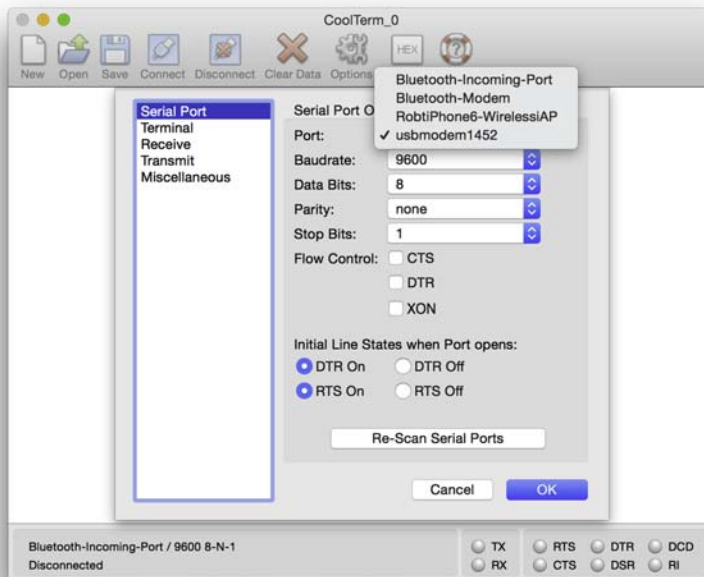 CoolTerm_0
New Open Save Connect Disconnect Clear Data Options HEX
Serial Port
Terminal
Receive
Transmit
Miscellaneous
Serial Port O
Bluetooth-Incoming-Port
Bluetooth-Modem
RobtiPhone6-WirelessiAP
Port: ✓ usbmodem1452
Baudrate: 9600
Data Bits: 8
Parity: none
Stop Bits: 1
Flow Control: CTS
DTR
XON
Initial Line States when Port opens:
DTR On DTR Off
RTS On RTS Off
Re-Scan Serial Ports
Cancel OK
Bluetooth-Incoming-Port / 9600 8-N-1
Disconnected
TX RTS DTR DCD
RX CTS DSR RI